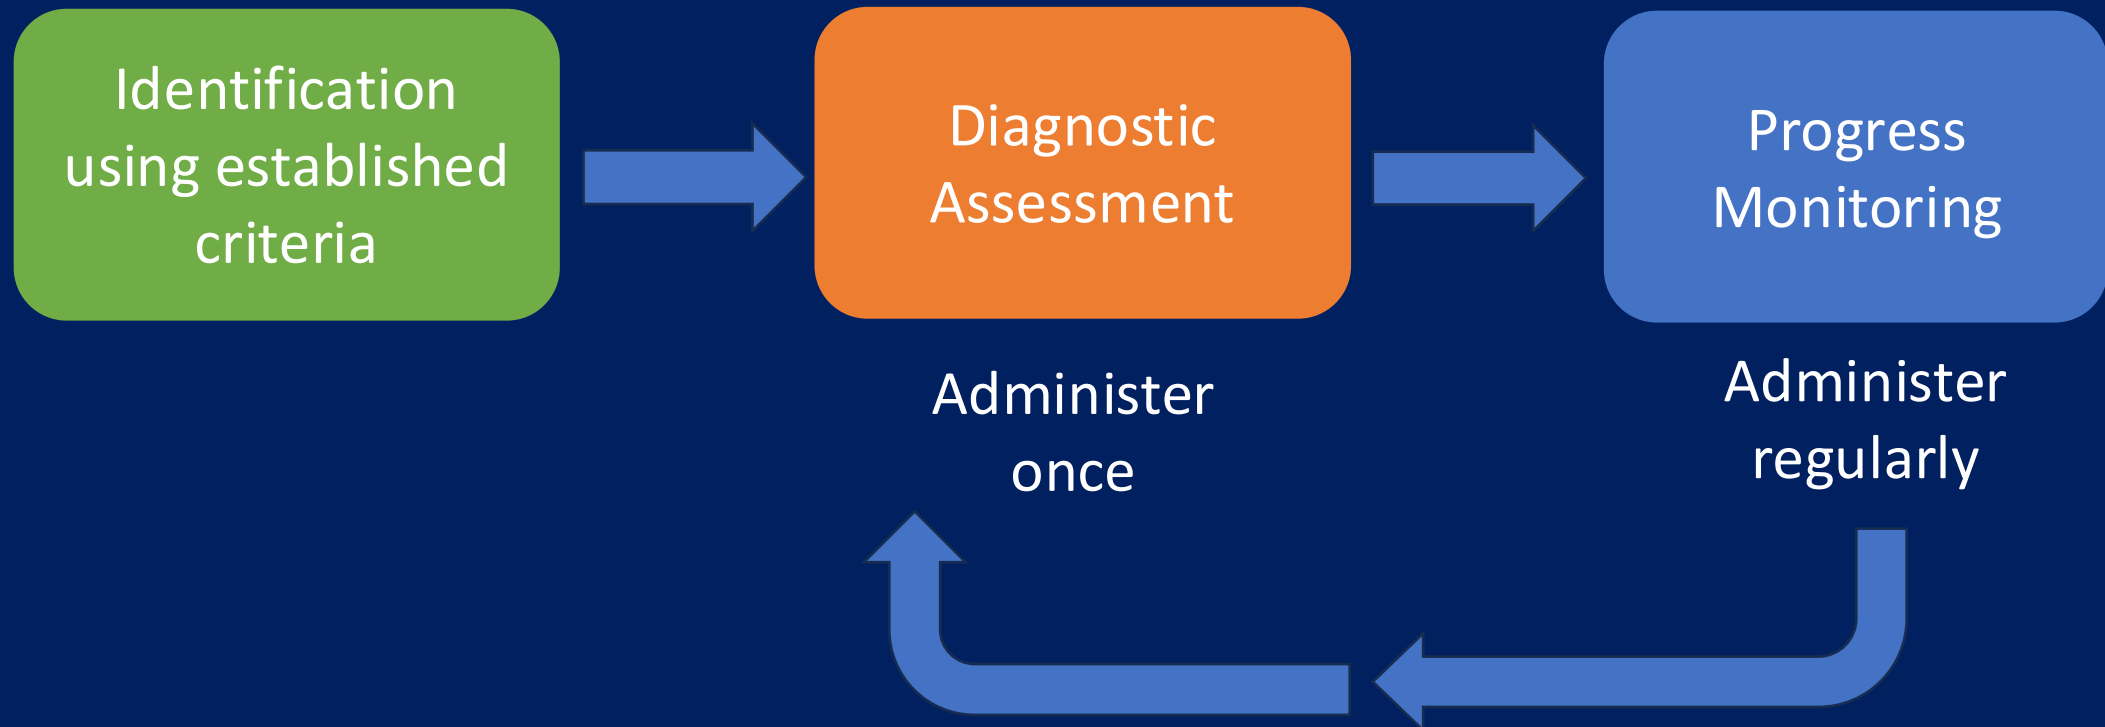 Identification
using established
criteria
Diagnostic
Assessment
Progress
Monitoring
Administer
once
Administer
regularly